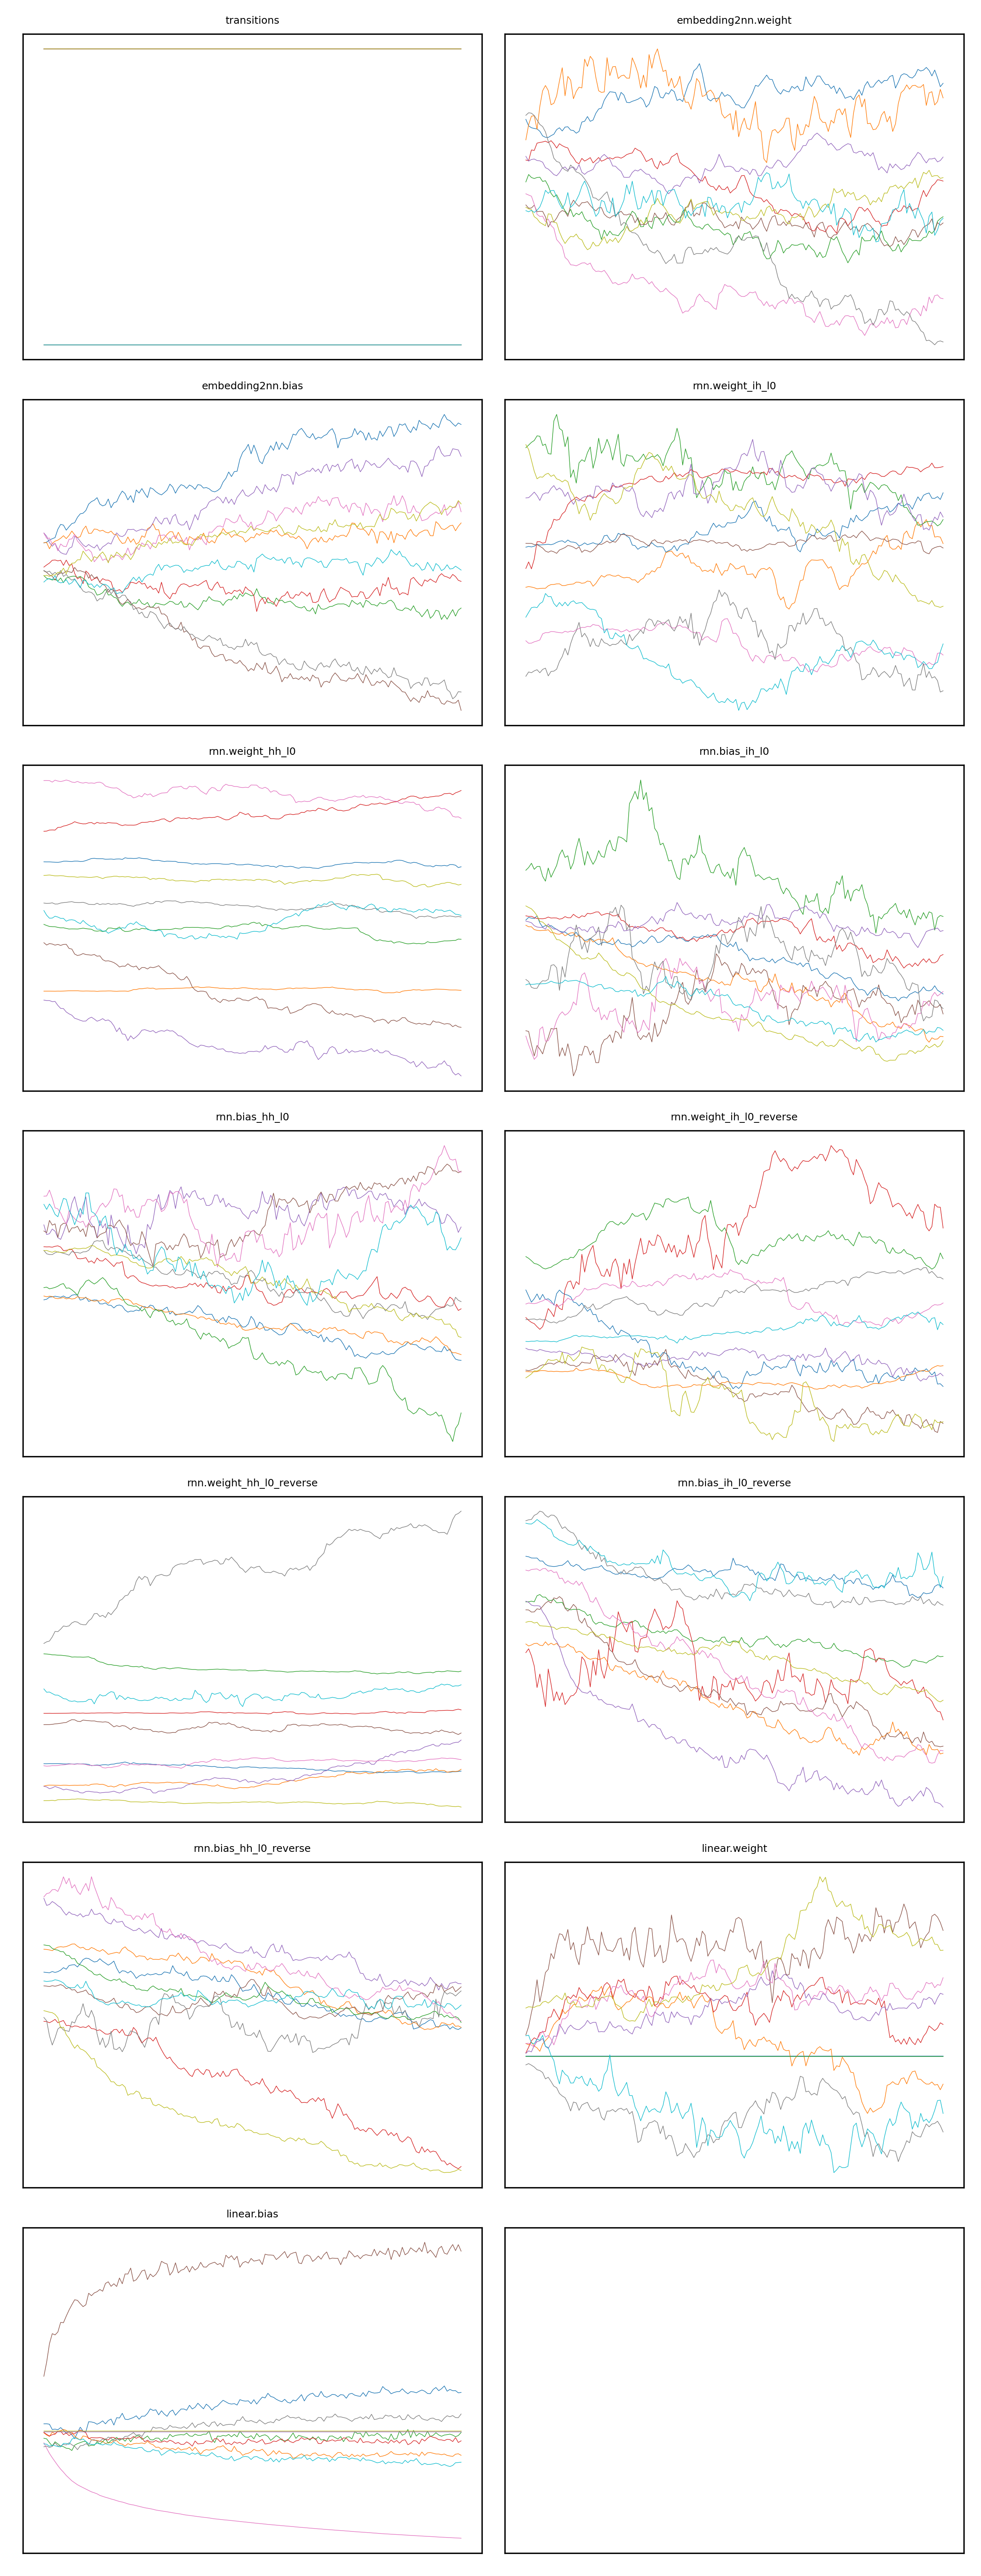 transitions
embedding2nn.weight
embedding2nn.bias
rnn.weight_ih_l0
rnn.weight_hh_l0
rnn.bias_ih_l0
rnn.bias_hh_l0
rnn.weight_ih_l0_reverse
rnn.weight_hh_l0_reverse
rnn.bias_ih_l0_reverse
rnn.bias_hh_l0_reverse
linear.weight
linear.bias